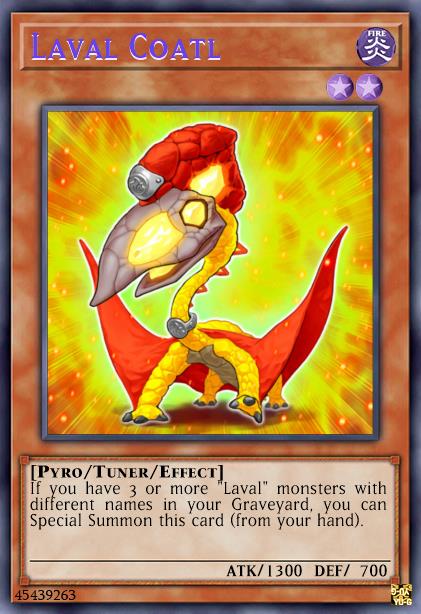 Laval Coatl
FIRE
炎
[Pyro/Tuner/Effect]
If you have 3 or more "Laval" monsters with
different names in your Graveyard, you can
Special Summon this card (from your hand).
ATK/1300 DEF/ 700
45439263